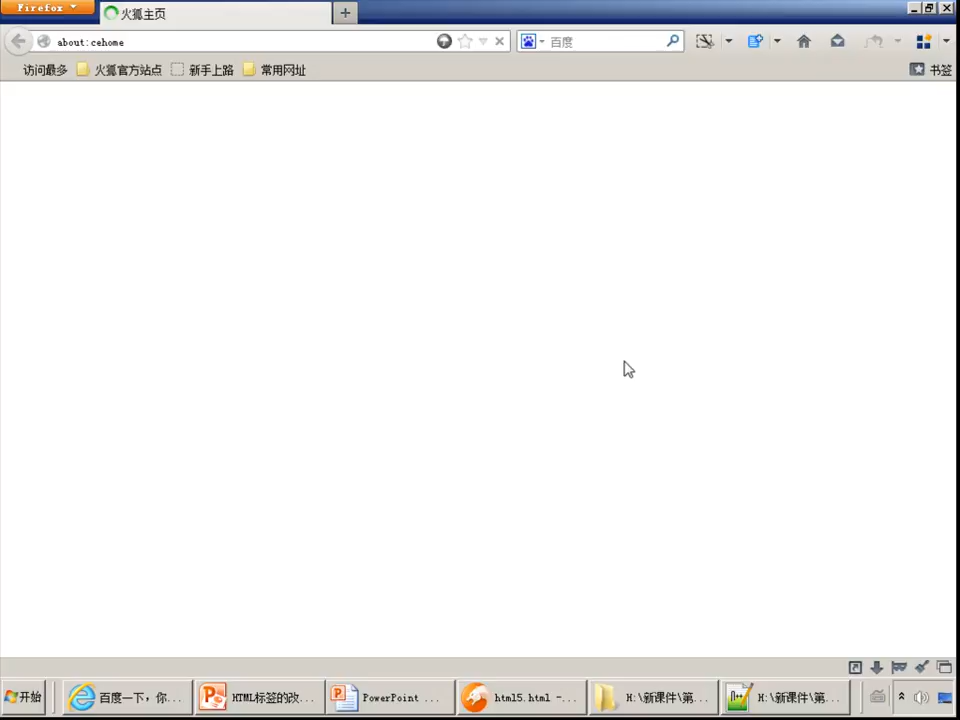 Firefox
火狐主页
about:cehome
百度
访问最多 火狐官方站点 新手上路 常用网址
书签
开始 百度一下，你... HTML标签的改... PowerPoint ... html5.html -... H:\新课件\第... H:\新课件\第...